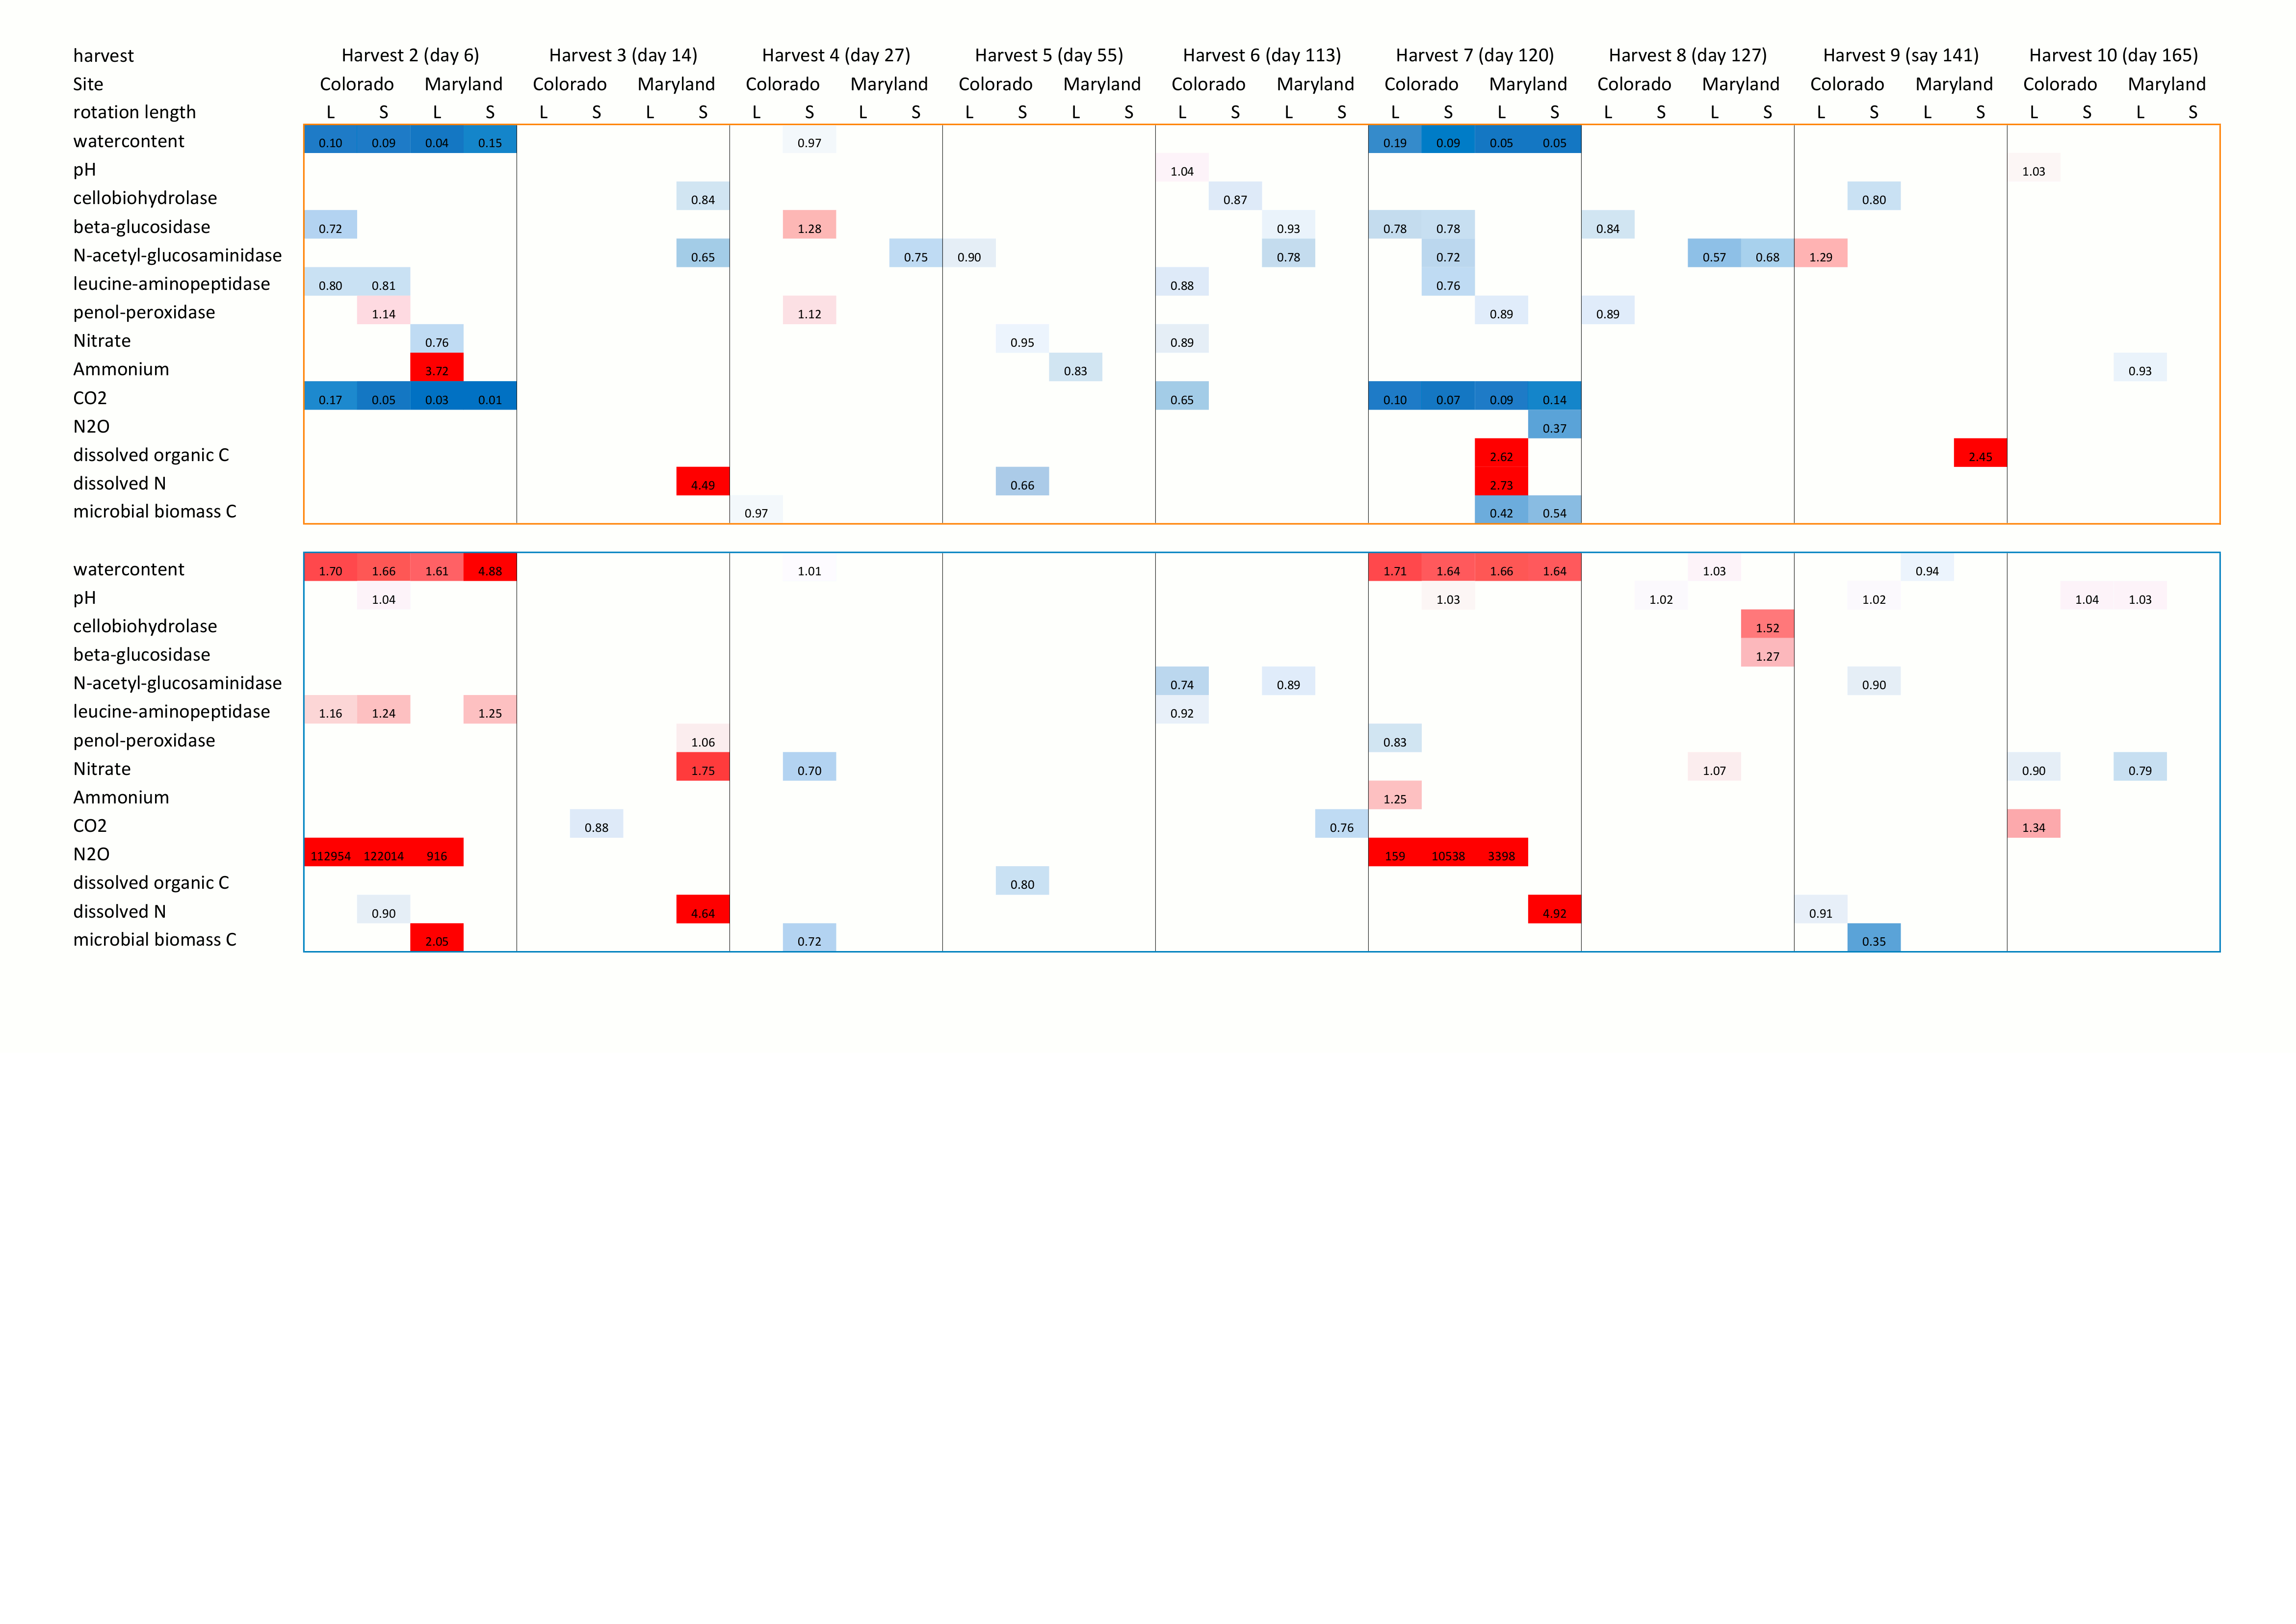 harvest Harvest 2 (day 6) Harvest 3 (day 14) Harvest 4 (day 27) Harvest 5 (day 55) Harvest 6 (day 113) Harvest 7 (day 120) Harvest 8 (day 127) Harvest 9 (say 141) Harvest 10 (day 165)
Site Colorado Maryland Colorado Maryland Colorado Maryland Colorado Maryland Colorado Maryland Colorado Maryland Colorado Maryland Colorado Maryland Colorado Maryland
rotation length L S L S L S L S L S L S L S L S L S L S L S L S L S L S L S L S L S L S
watercontent 0.10 0.09 0.04 0.15 0.97 0.19 0.09 0.05 0.05
pH 1.04 1.03
cellobiohydrolase 0.84 0.87 0.80
beta-glucosidase 0.72 1.28 0.93 0.78 0.78 0.84
N-acetyl-glucosaminidase 0.65 0.75 0.90 0.78 0.72 0.57 0.68 1.29
leucine-aminopeptidase 0.80 0.81 0.88 0.76
penol-peroxidase 1.14 1.12 0.89 0.89
Nitrate 0.76 0.95 0.89
Ammonium 3.72 0.83 0.93
CO2 0.17 0.05 0.03 0.01 0.65 0.10 0.07 0.09 0.14
N2O 0.37
dissolved organic C 2.62 2.45
dissolved N 4.49 0.66 2.73
microbial biomass C 0.97 0.42 0.54
watercontent 1.70 1.66 1.61 4.88 1.01 1.71 1.64 1.66 1.64 1.03 0.94
pH 1.04 1.03 1.02 1.02 1.04 1.03
cellobiohydrolase 1.52
beta-glucosidase 1.27
N-acetyl-glucosaminidase 0.74 0.89 0.90
leucine-aminopeptidase 1.16 1.24 1.25 0.92
penol-peroxidase 1.06 0.83
Nitrate 1.75 0.70 1.07 0.90 0.79
Ammonium 1.25
CO2 0.88 0.76 1.34
N2O 112954 122014 916 159 10538 3398
dissolved organic C 0.80
dissolved N 0.90 4.64 4.92 0.91
microbial biomass C 2.05 0.72 0.35